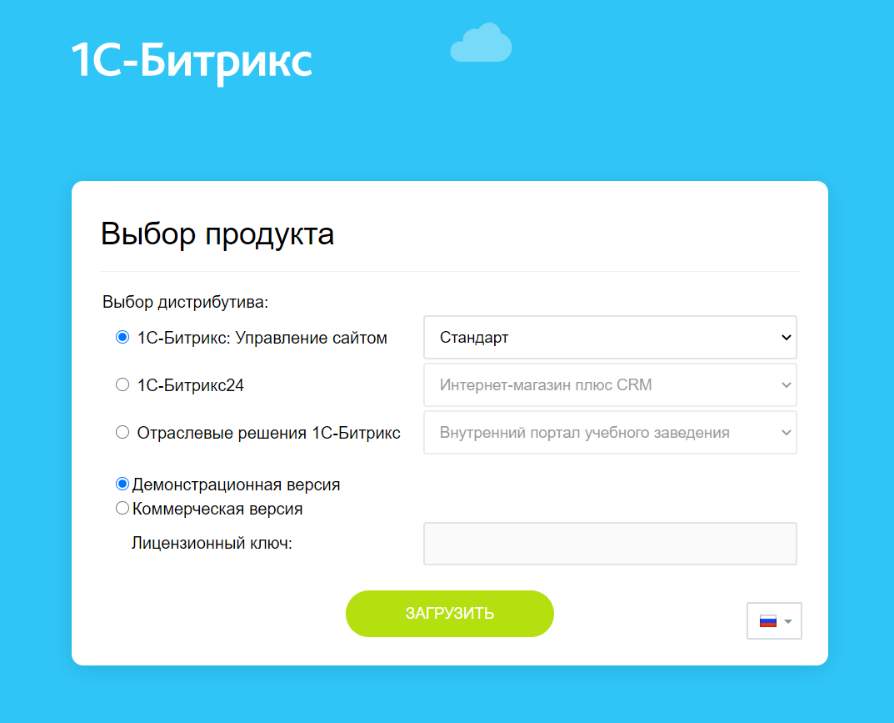 1С-Битрикс
Выбор продукта
Выбор дистрибутива:
1С-Битрикс: Управление сайтом Стандарт
1С-Битрикс24 Интернет-магазин плюс CRM
Отраслевые решения 1С-Битрикс Внутренний портал учебного заведения
Демонстрационная версия
Коммерческая версия
Лицензионный ключ:
ЗАГРУЗИТЬ